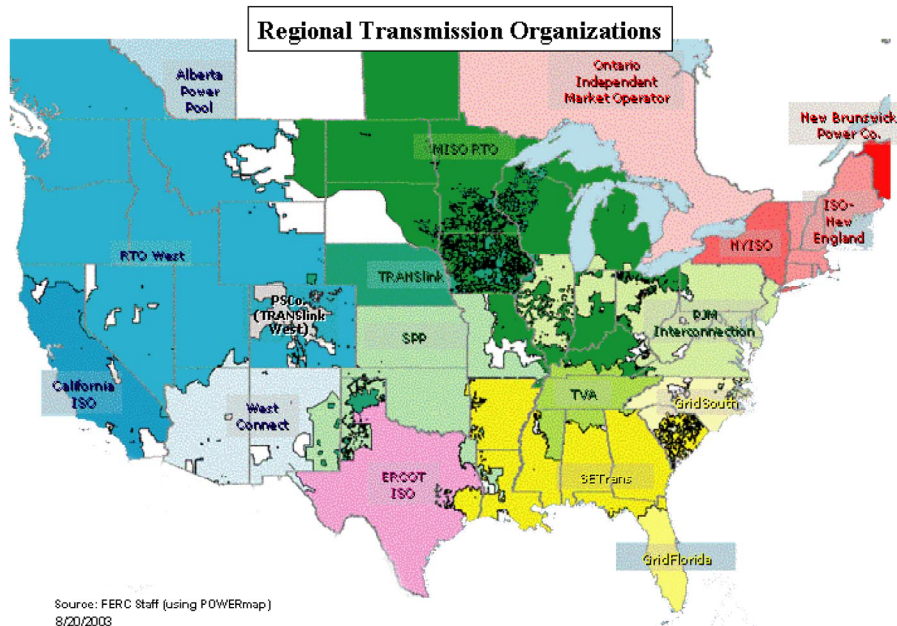 Regional Transmission Organizations
Alberta
Power
Pool
Ontario
Independent
Market Operator
New Brunswick
Power Co.
MISO RTO
ISO-
New
England
NYISO
RTO West
TRANSlink
PSCo.
(TRANSlink
West)
PJM
Interconnection
SPP
California
ISO
TVA
West
Connect
GridSouth
ERCOT
ISO
SETrans
GridFlorida
Source: FERC Staff (using POWERmap)
8/20/2003